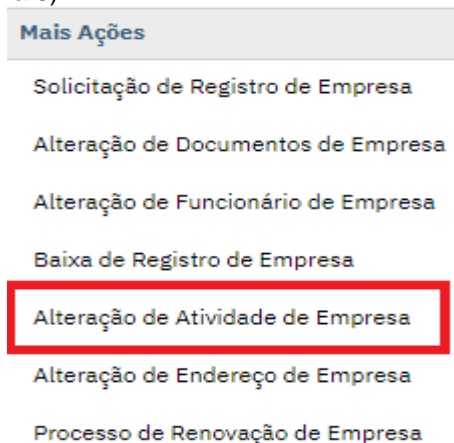 Mais Ações
Solicitação de Registro de Empresa
Alteração de Documentos de Empresa
Alteração de Funcionário de Empresa
Baixa de Registro de Empresa
Alteração de Atividade de Empresa
Alteração de Endereço de Empresa
Processo de Renovação de Empresa